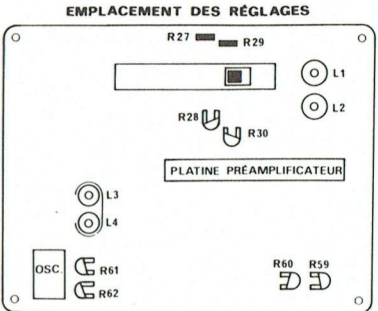 EMPLACEMENT DES RÉGLAGES
R27
R29
L1
L2
R28
R30
PLATINE PRÉAMPLIFICATEUR
L3
L4
OSC.
R61
R62
R60
R59